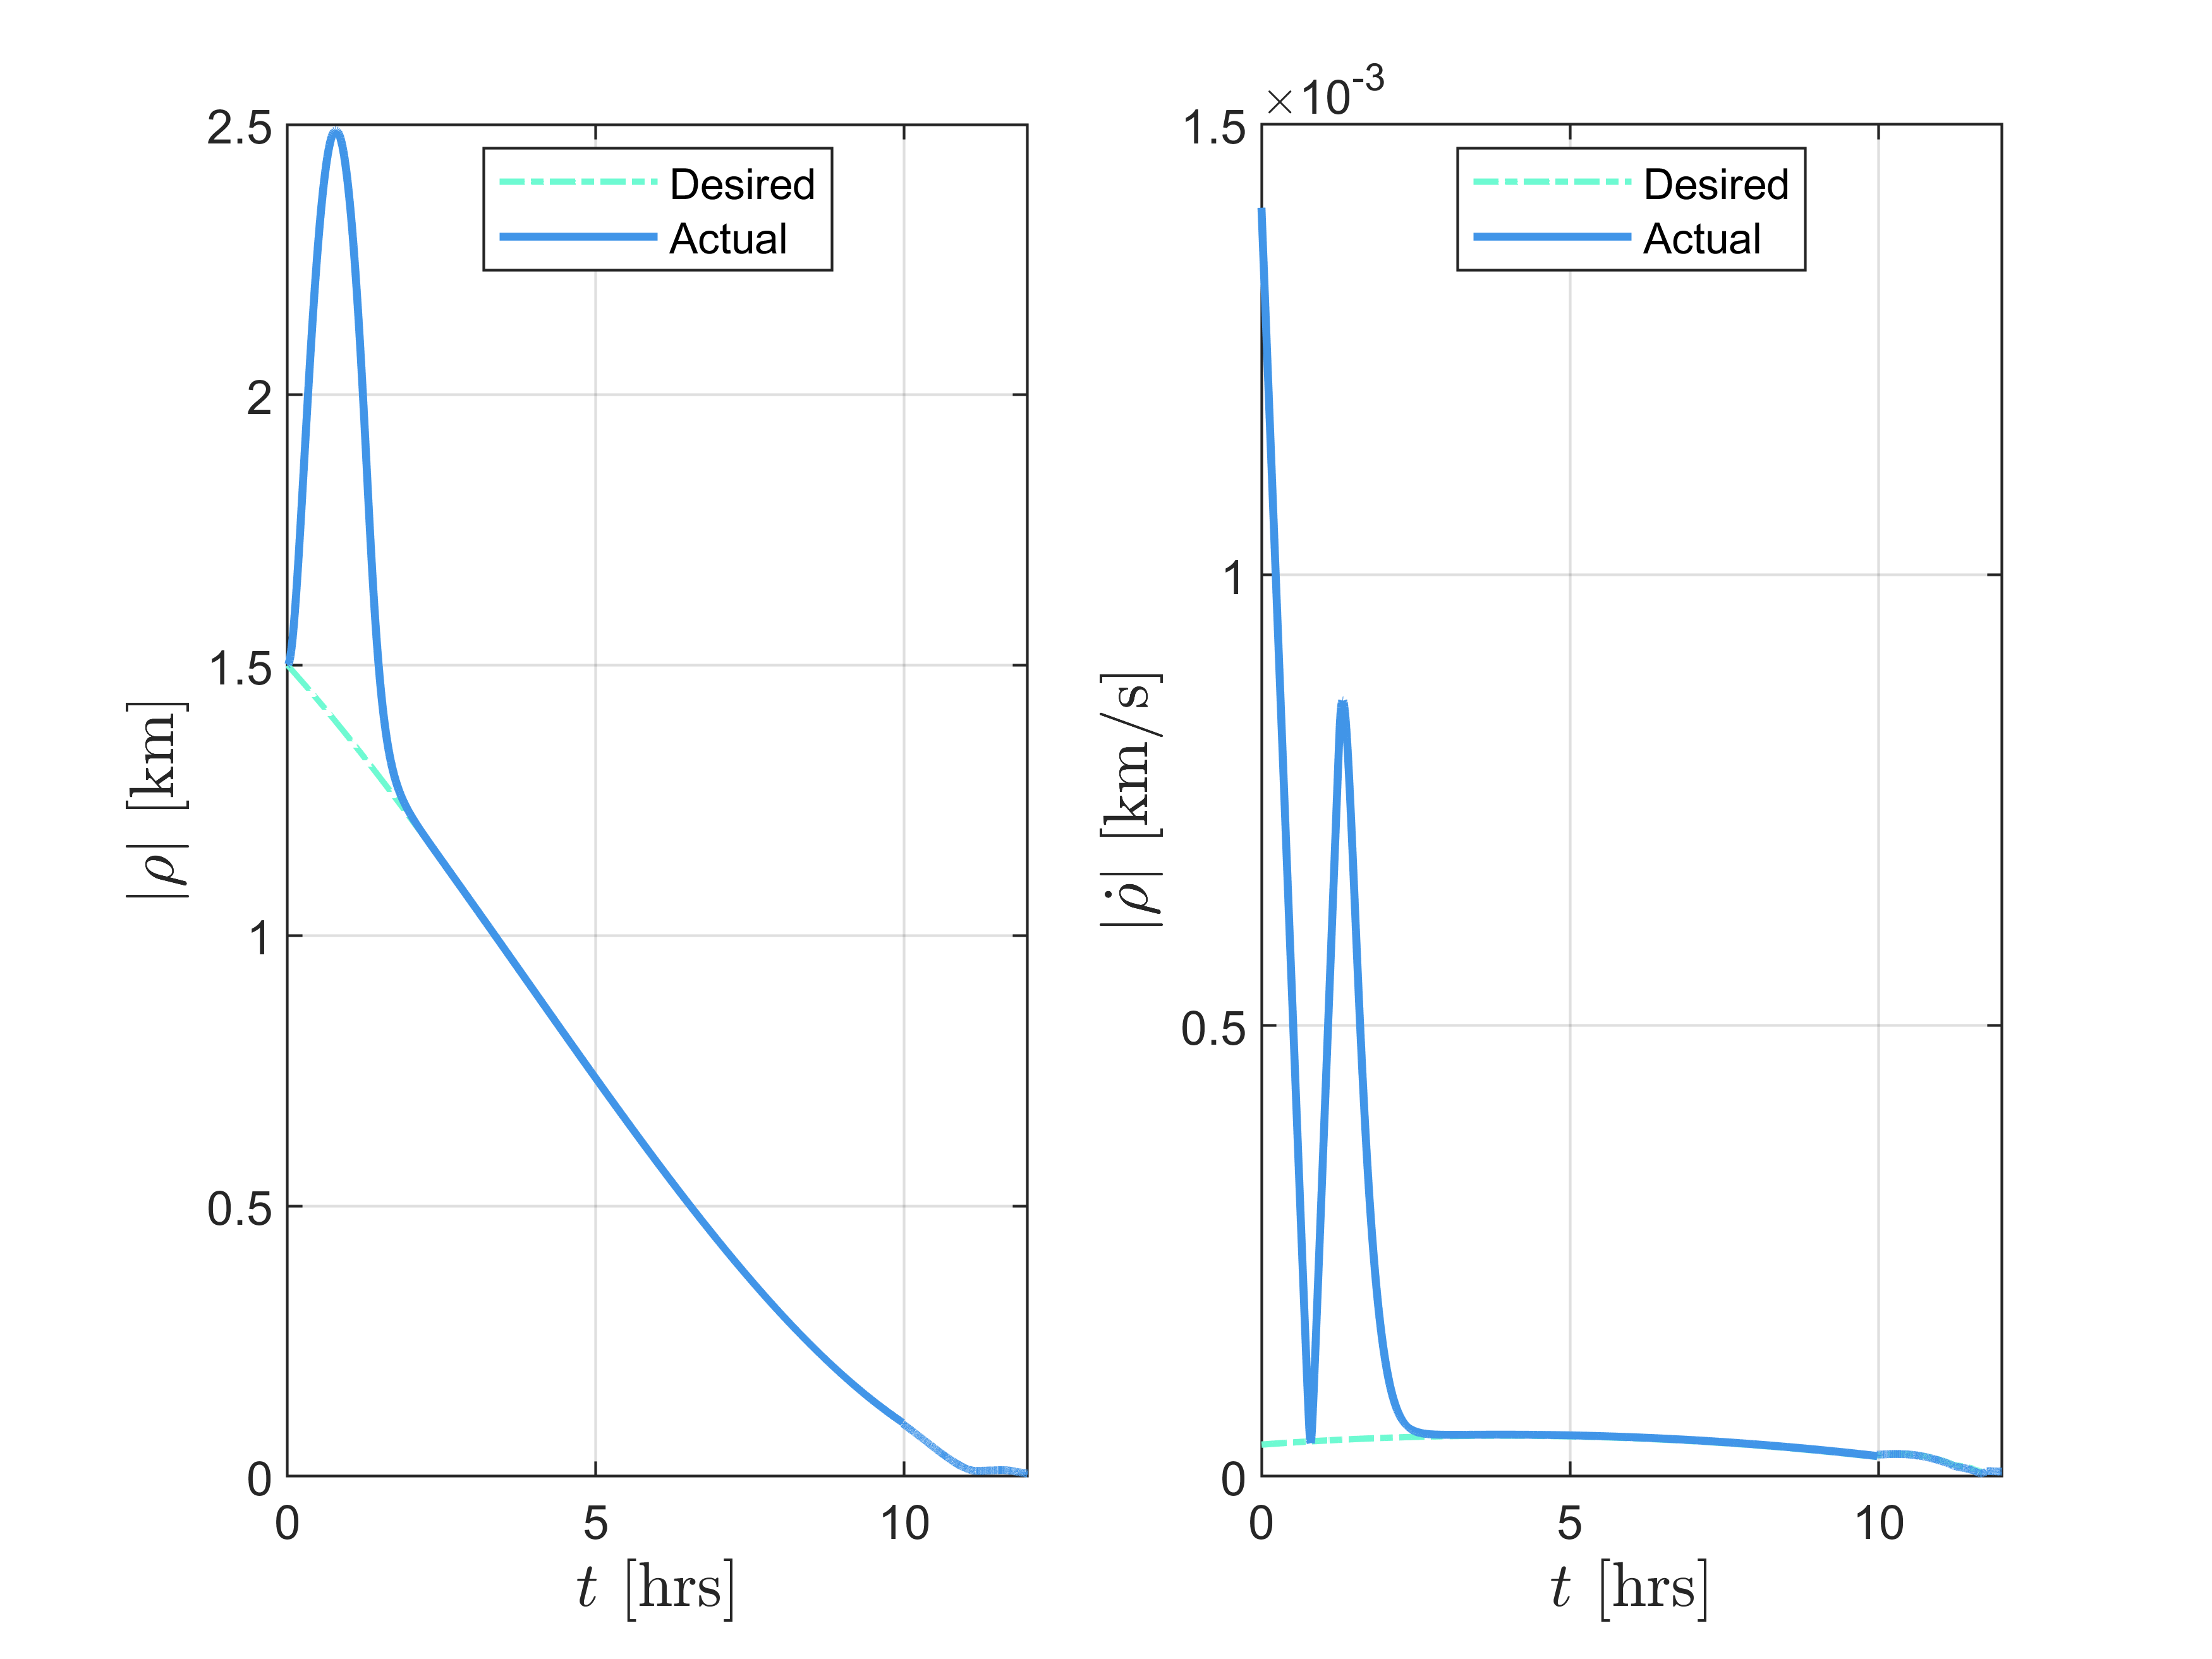 2.5
2
1.5
1
0.5
0
0
5
10
|ρ| [km]
t [hrs]
Desired
Actual
×10⁻³
1.5
1
0.5
0
0
5
10
|ρ̇| [km/s]
t [hrs]
Desired
Actual